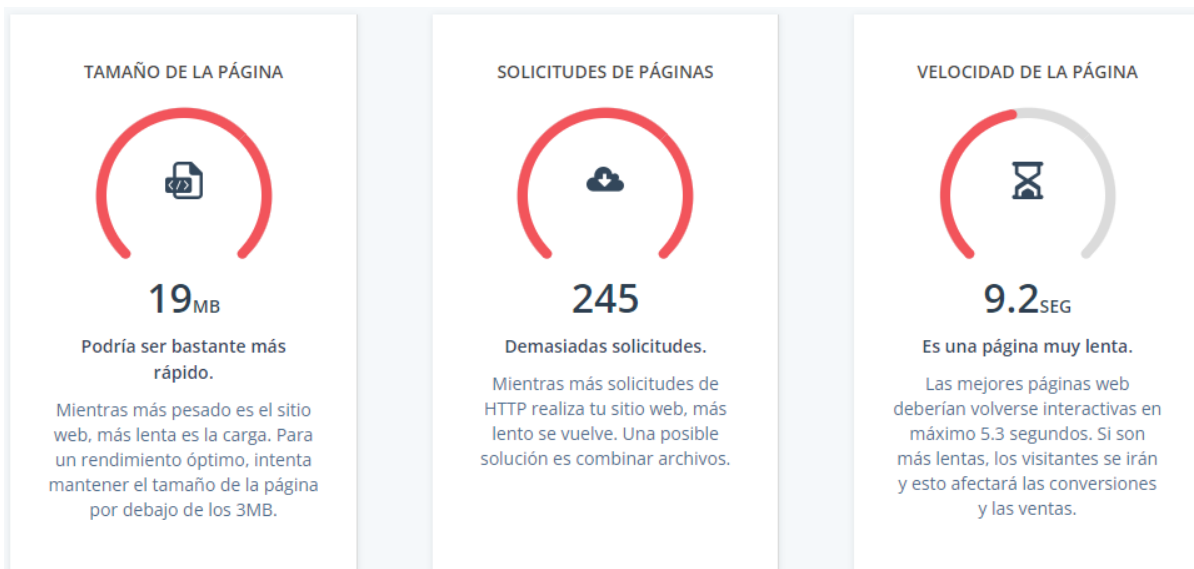 TAMAÑO DE LA PÁGINA
19MB
Podría ser bastante más
rápido.
Mientras más pesado es el sitio
web, más lenta es la carga. Para
un rendimiento óptimo, intenta
mantener el tamaño de la página
por debajo de los 3MB.
SOLICITUDES DE PÁGINAS
245
Demasiadas solicitudes.
Mientras más solicitudes de
HTTP realiza tu sitio web, más
lento se vuelve. Una posible
solución es combinar archivos.
VELOCIDAD DE LA PÁGINA
9.2SEG
Es una página muy lenta.
Las mejores páginas web
deberían volverse interactivas en
máximo 5.3 segundos. Si son
más lentas, los visitantes se irán
y esto afectará las conversiones
y las ventas.